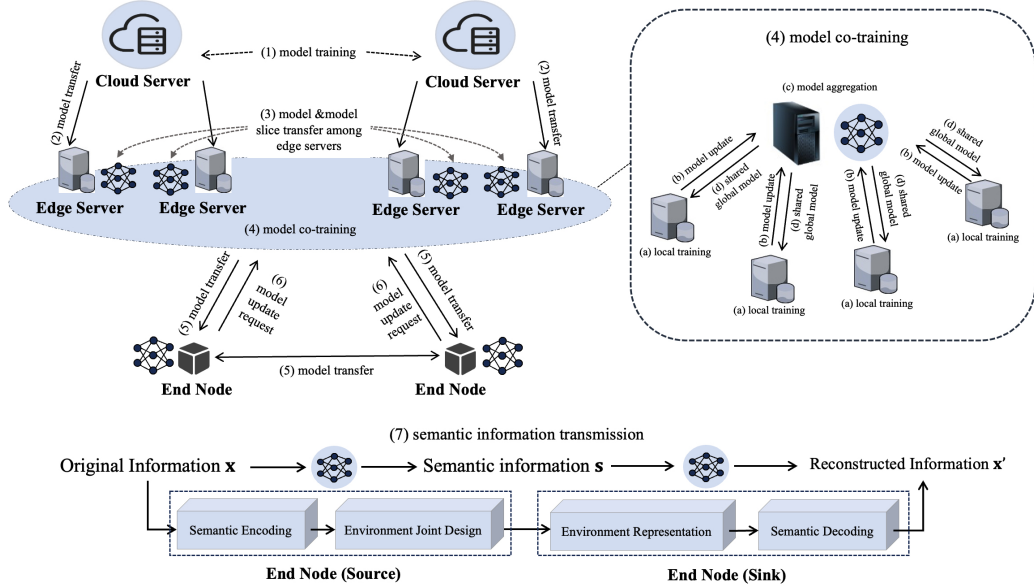 Cloud Server
(1) model training
Cloud Server
(2) model transfer
(2) model transfer
(3) model &model
slice transfer among
edge servers
Edge Server
Edge Server
Edge Server
Edge Server
(4) model co-training
(5) model transfer
(6)
model
update
request
(6)
model
update
request
(5) model transfer
(5) model transfer
End Node
End Node
(4) model co-training
(c) model aggregation
(b) model update
(d) shared
global model
(b) model update
(d) shared
global model
(b) model update
(d) shared
global model
(d) shared
global model
(b) model update
(a) local training
(a) local training
(a) local training
(a) local training
(7) semantic information transmission
Original Information x
Semantic information s
Reconstructed Information x'
Semantic Encoding
Environment Joint Design
Environment Representation
Semantic Decoding
End Node (Source)
End Node (Sink)